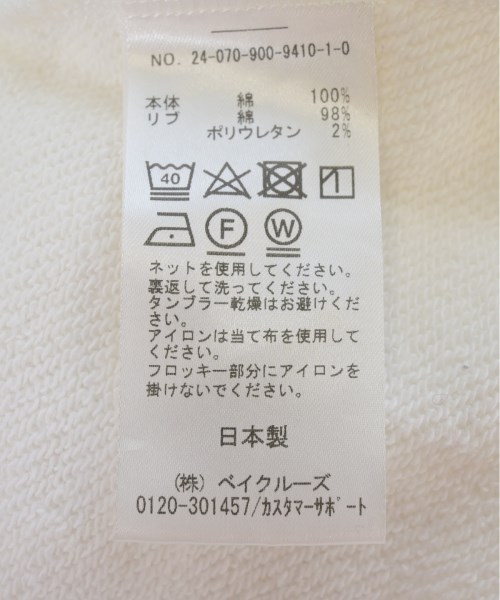 NO. 24-070-900-9410-1-0
本体 綿 100%
リブ 綿 98%
ポリウレタン 2%
40
F W
ネットを使用してください。
裏返して洗ってください。
タンブラー乾燥はお避けくだ
さい。
アイロンは当て布を使用して
ください。
フロッキー部分にアイロンを
掛けないでください。
日本製
(株) ベイクルーズ
0120-301457/カスタマーサポート